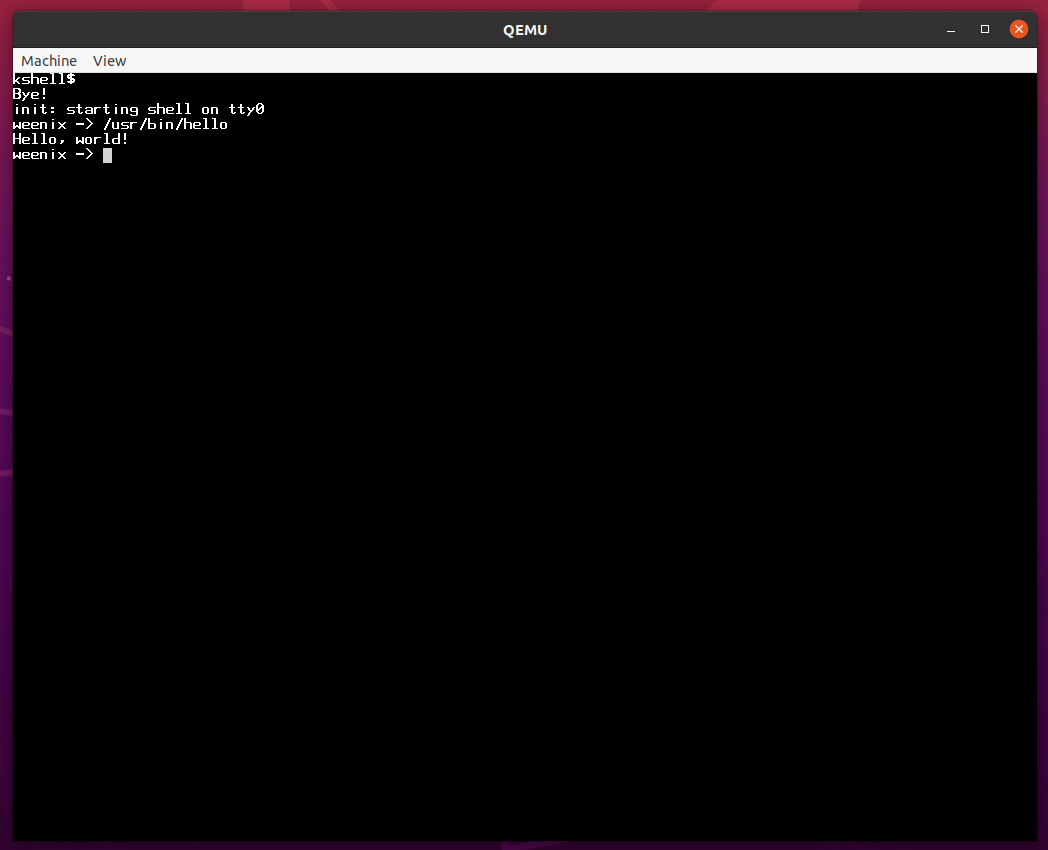 QEMU
Machine View
kshell$
Bye!
init: starting shell on tty0
weenix -> /usr/bin/hello
Hello, world!
weenix ->